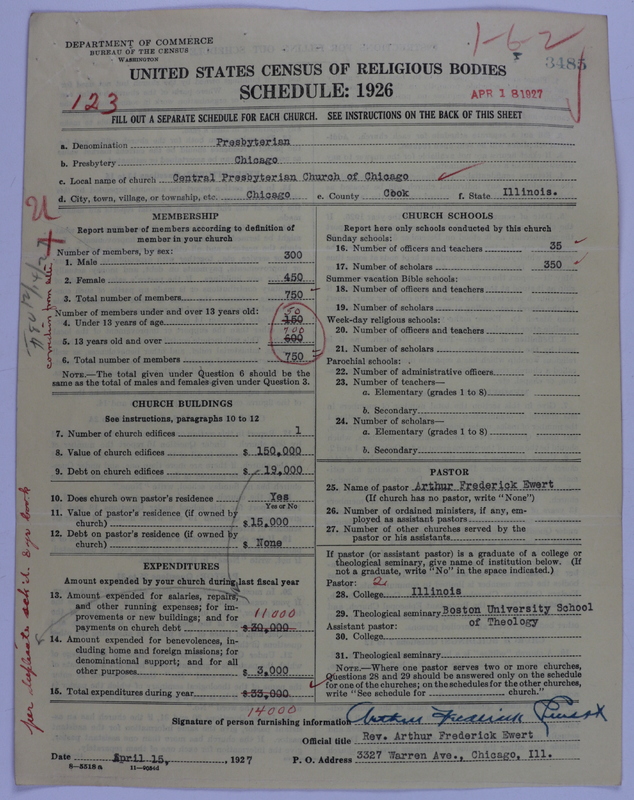 DEPARTMENT OF COMMERCE
BUREAU OF THE CENSUS
WASHINGTON
1-6-2
3485
UNITED STATES CENSUS OF RELIGIOUS BODIES
SCHEDULE: 1926
123
APR 18 1927
FILL OUT A SEPARATE SCHEDULE FOR EACH CHURCH. SEE INSTRUCTIONS ON THE BACK OF THIS SHEET
a. Denomination Presbyterian
b. Presbytery Chicago
c. Local name of church Central Presbyterian Church of Chicago
d. City, town, village, or township, etc. Chicago e. County Cook f. State Illinois.
MEMBERSHIP
Report number of members according to definition of
member in your church
Number of members, by sex:
1. Male 300
2. Female 450
3. Total number of members 750
Number of members under and over 13 years old:
50
4. Under 13 years of age 150
700
5. 13 years old and over 600
6. Total number of members 750
NOTE.—The total given under Question 6 should be the
same as the total of males and females given under Question 3.
CHURCH BUILDINGS
See instructions, paragraphs 10 to 12
7. Number of church edifices 1
8. Value of church edifices $ 150,000
9. Debt on church edifices $ 19,000
10. Does church own pastor's residence Yes
Yes or No
11. Value of pastor's residence (if owned by
church) $ 15,000
12. Debt on pastor's residence (if owned by
church) $ None
EXPENDITURES
Amount expended by your church during last fiscal year
13. Amount expended for salaries, repairs,
and other running expenses; for im-
provements or new buildings; and for 11000
payments on church debt $ 30,000
14. Amount expended for benevolences, in-
cluding home and foreign missions; for
denominational support; and for all
other purposes $ 3,000
15. Total expenditures during year $ 33,000
14000
CHURCH SCHOOLS
Report here only schools conducted by this church
Sunday schools:
16. Number of officers and teachers 35
17. Number of scholars 350
Summer vacation Bible schools:
18. Number of officers and teachers
19. Number of scholars
Week-day religious schools:
20. Number of officers and teachers
21. Number of scholars
Parochial schools:
22. Number of administrative officers
23. Number of teachers—
a. Elementary (grades 1 to 8)
b. Secondary
24. Number of scholars—
a. Elementary (grades 1 to 8)
b. Secondary
PASTOR
25. Name of pastor Arthur Frederick Ewert
(If church has no pastor, write "None")
26. Number of ordained ministers, if any, em-
ployed as assistant pastors
27. Number of other churches served by the
pastor or his assistants
If pastor (or assistant pastor) is a graduate of a college or
theological seminary, give name of institution below. (If
not a graduate, write "No" in the space indicated.)
Pastor: 2
28. College Illinois
29. Theological seminary Boston University School
of Theology
Assistant pastor:
30. College
31. Theological seminary
NOTE.—Where one pastor serves two or more churches,
Questions 28 and 29 should be answered only on the schedule
for one of the churches; on the schedules for the other churches,
write "See schedule for church."
Signature of person furnishing information Arthur Frederick Ewert
Official title Rev. Arthur Frederick Ewert
Date April 15, , 1927 P. O. Address 3327 Warren Ave., Chicago, Ill.
8—5318 a 11—9054d